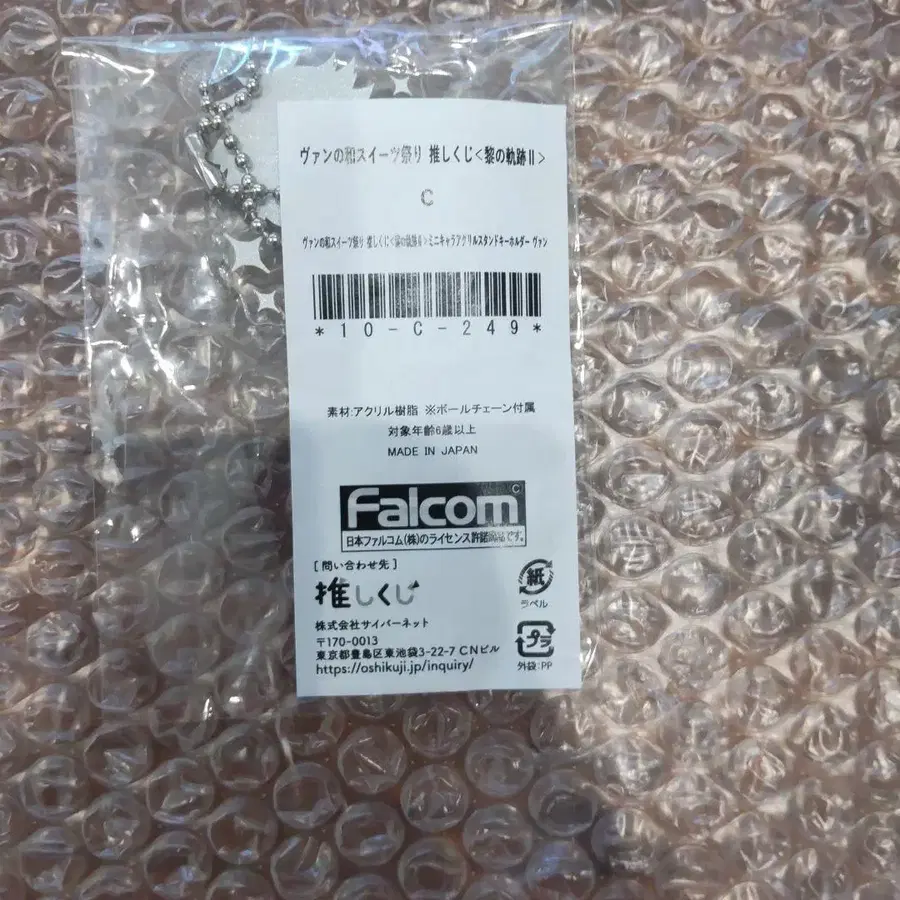 ヴァンの和スイーツ祭り 推しくじ<黎の軌跡Ⅱ>
C
ヴァンの和スイーツ祭り 推しくじ<黎の軌跡Ⅱ>ミニキャラアクリルスタンドキーホルダー ヴァン
*10-C-249*
素材:アクリル樹脂 ※ボールチェーン付属
対象年齢6歳以上
MADE IN JAPAN
Falcom ©
日本ファルコム(株)のライセンス許諾商品です。
[問い合わせ先]
推しくじ
紙
ラベル
株式会社サイバーネット
〒170-0013
東京都豊島区東池袋3-22-7 CNビル
https://oshikuji.jp/inquiry/
プラ
外袋:PP